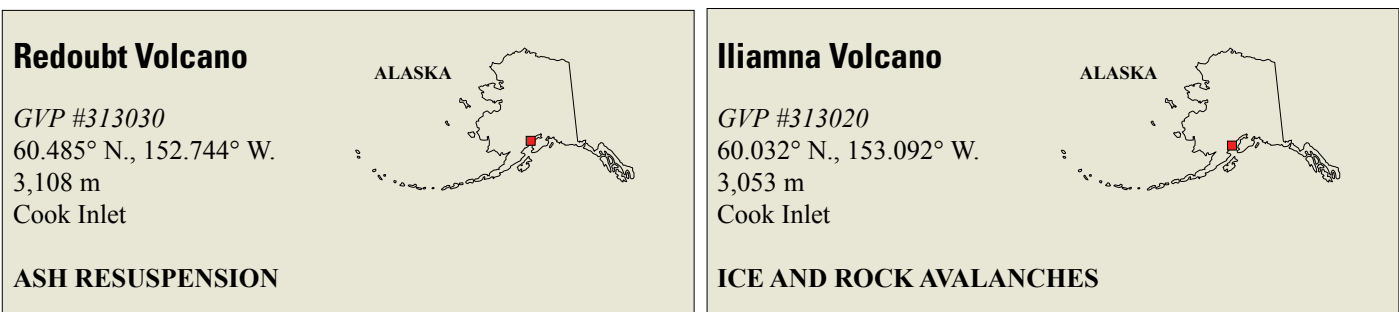 Redoubt Volcano
ALASKA
GVP #313030
60.485° N., 152.744° W.
3,108 m
Cook Inlet
ASH RESUSPENSION
Iliamna Volcano
ALASKA
GVP #313020
60.032° N., 153.092° W.
3,053 m
Cook Inlet
ICE AND ROCK AVALANCHES